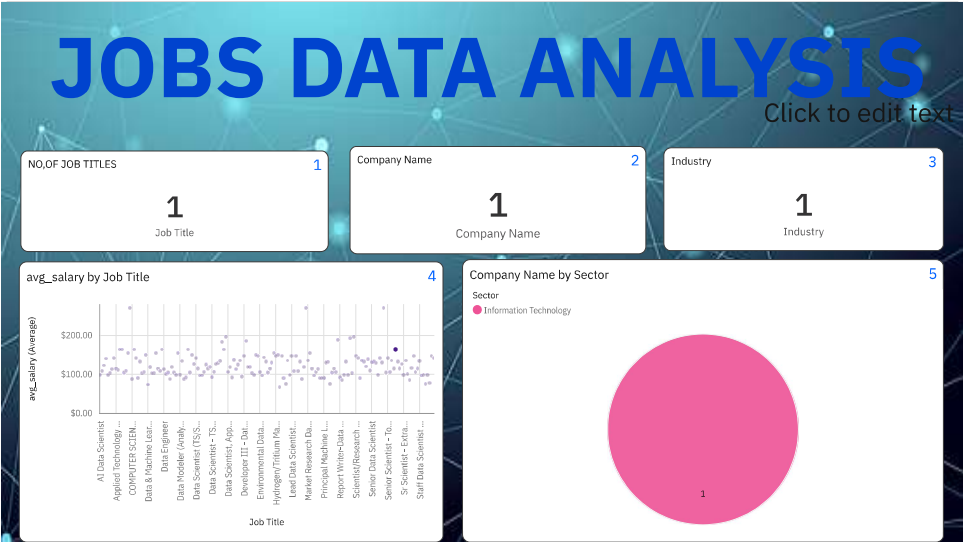 JOBS DATA ANALYSIS
Click to edit text
NO,OF JOB TITLES
1
1
Job Title
Company Name
2
1
Company Name
Industry
3
1
Industry
avg_salary by Job Title
4
avg_salary (Average)
$200.00
$100.00
$0.00
AI Data Scientist
Applied Technology ...
COMPUTER SCIEN...
Data & Machine Lear...
Data Engineer
Data Modeler (Analy...
Data Scientist (TS/S...
Data Scientist - TS...
Data Scientist, App...
Developer III - Dat...
Environmental Data...
Hydrogen/Tritium Ma...
Lead Data Scientist...
Market Research Da...
Principal Machine L...
Report Writer-Data ...
Scientist/Research ...
Senior Data Scientist
Senior Scientist - To...
Sr Scientist - Extra...
Staff Data Scientist ...
Job Title
Company Name by Sector
5
Sector
Information Technology
1